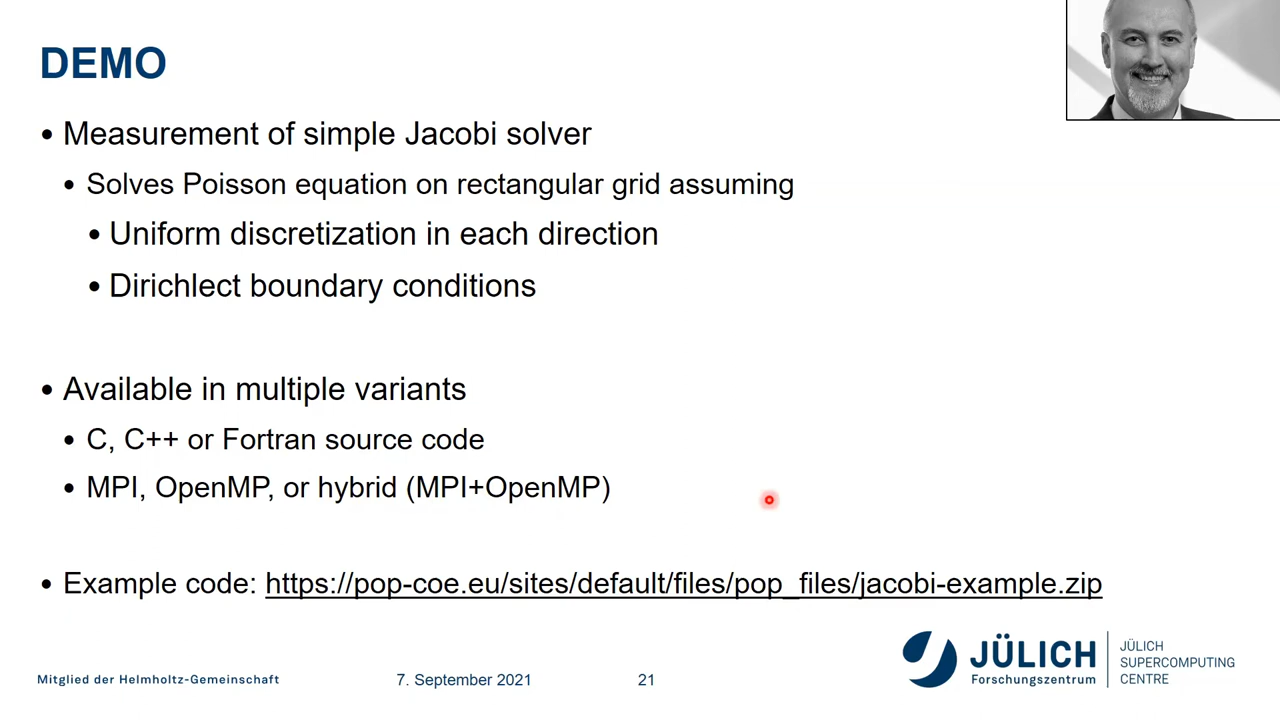 DEMO
• Measurement of simple Jacobi solver
• Solves Poisson equation on rectangular grid assuming
• Uniform discretization in each direction
• Dirichlect boundary conditions
• Available in multiple variants
• C, C++ or Fortran source code
• MPI, OpenMP, or hybrid (MPI+OpenMP)
• Example code: https://pop-coe.eu/sites/default/files/pop_files/jacobi-example.zip
Mitglied der Helmholtz-Gemeinschaft
7. September 2021
21
JÜLICH
Forschungszentrum
JÜLICH
SUPERCOMPUTING
CENTRE